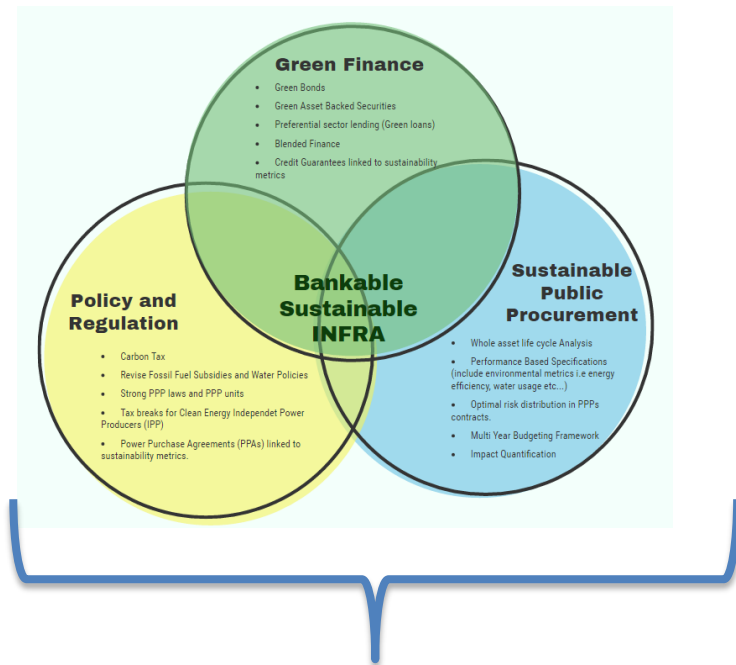 Green Finance
• Green Bonds
• Green Asset Backed Securities
• Preferential sector lending (Green loans)
• Blended Finance
• Credit Guarantees linked to sustainability
metrics
Policy and
Regulation
• Carbon Tax
• Revise Fossil Fuel Subsidies and Water Policies
• Strong PPP laws and PPP units
• Tax breaks for Clean Energy Independet Power
Producers (IPP)
• Power Purchase Agreements (PPAs) linked to
sustainability metrics.
Bankable
Sustainable
INFRA
Sustainable
Public
Procurement
• Whole asset life cycle Analysis
• Performance Based Specifications
(include environmental metrics i.e energy
efficiency, water usage etc...)
• Optimal risk distribution in PPPs
contracts.
• Multi Year Budgeting Framework
• Impact Quantification